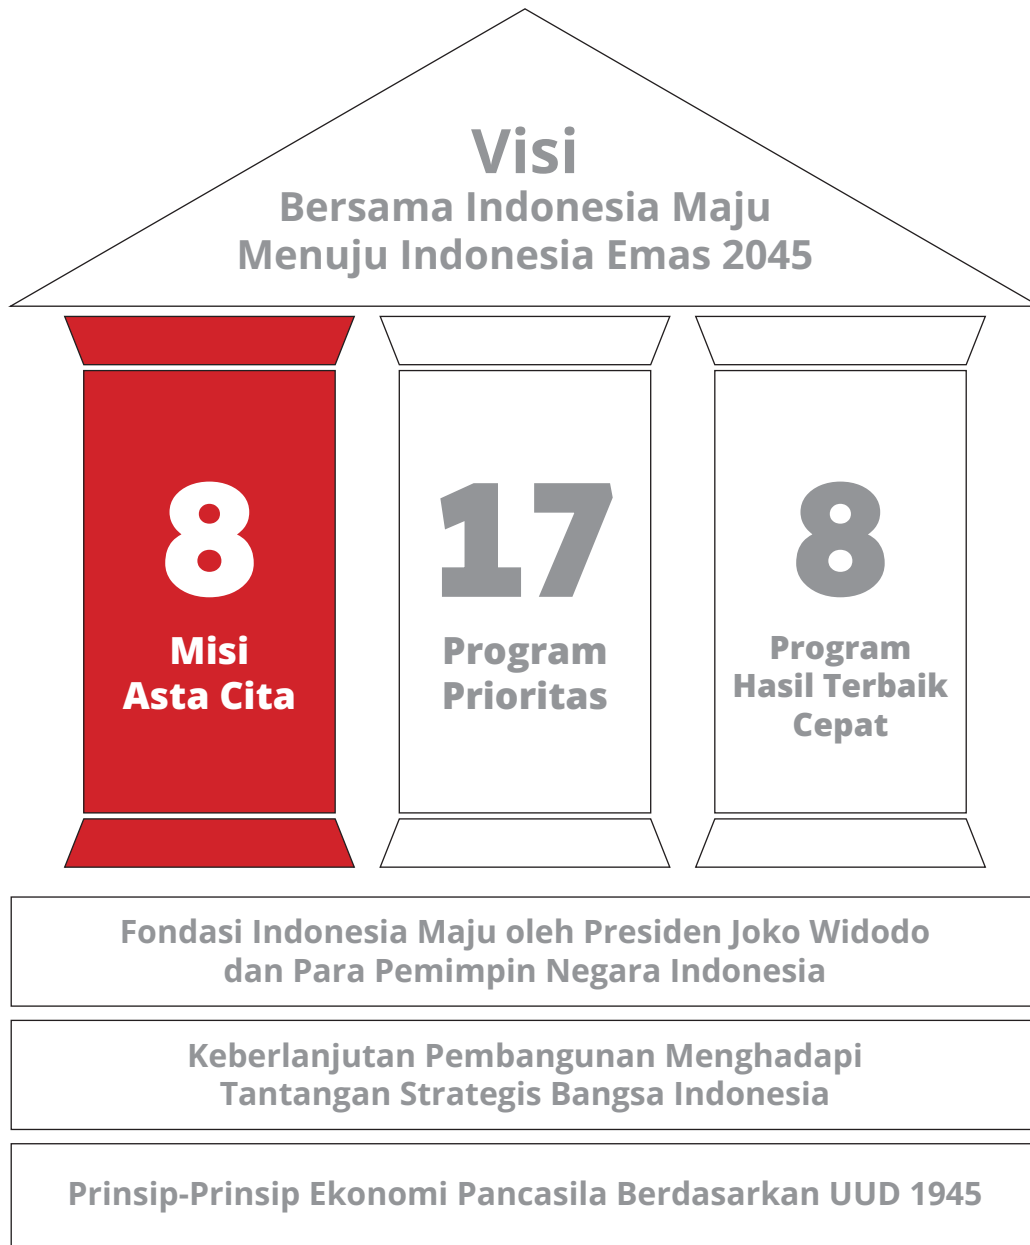 Visi
Bersama Indonesia Maju
Menuju Indonesia Emas 2045
8
Misi
Asta Cita
17
Program
Prioritas
8
Program
Hasil Terbaik
Cepat
Fondasi Indonesia Maju oleh Presiden Joko Widodo
dan Para Pemimpin Negara Indonesia
Keberlanjutan Pembangunan Menghadapi
Tantangan Strategis Bangsa Indonesia
Prinsip-Prinsip Ekonomi Pancasila Berdasarkan UUD 1945